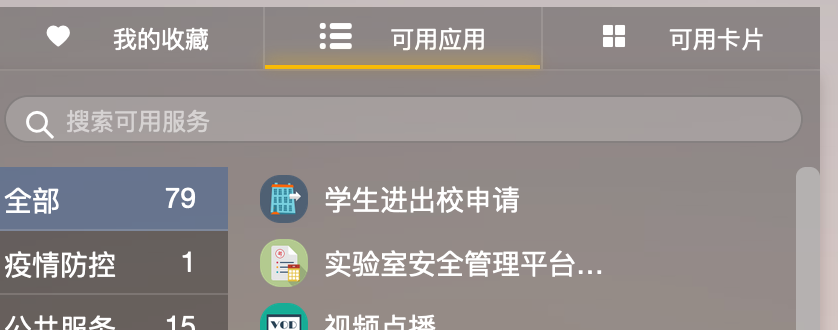 我的收藏 可用应用 可用卡片
搜索可用服务
全部 79
学生进出校申请
疫情防控 1
实验室安全管理平台...
公共服务 15
VOD 视频点播